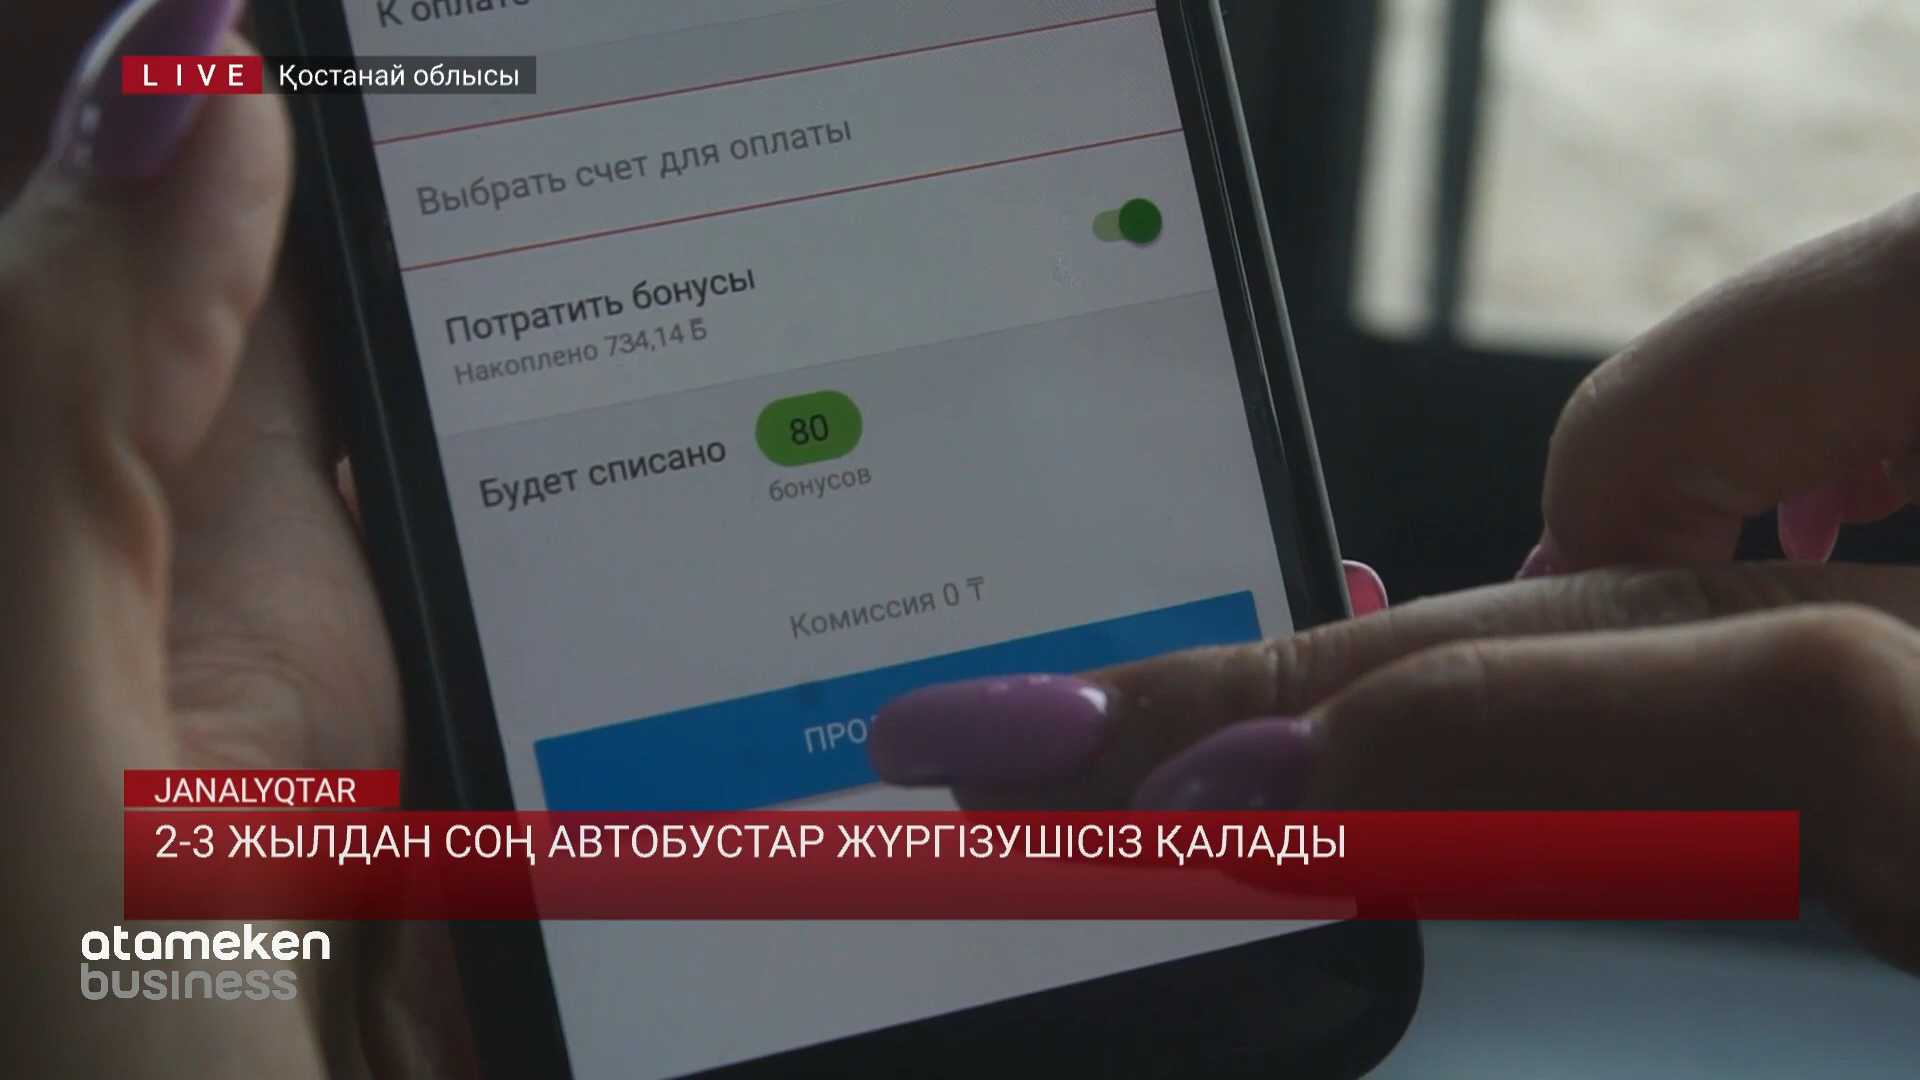 К оплате
LIVE Қостанай облысы
Выбрать счет для оплаты
Потратить бонусы
Накоплено 734,14 Б
Будет списано 80
бонусов
Комиссия 0 ₸
JANALYQTAR
2-3 ЖЫЛДАН СОҢ АВТОБУСТАР ЖҮРГІЗУШІСІЗ ҚАЛАДЫ
atameken
business